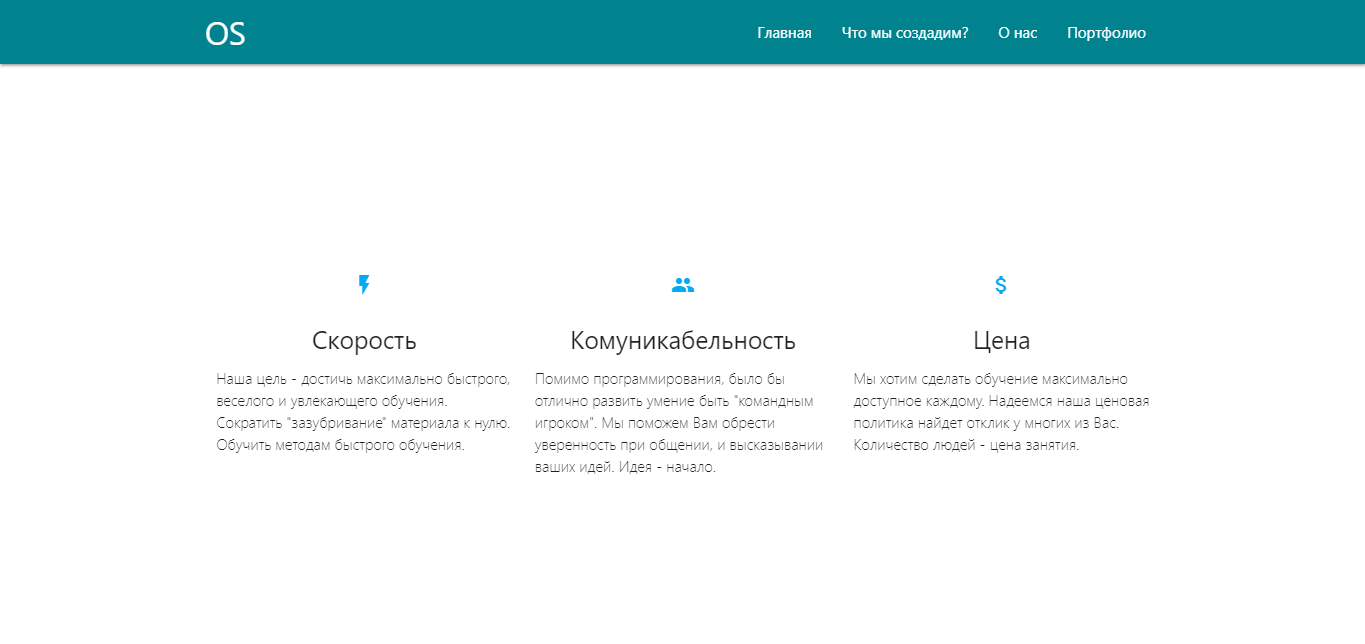 OS
Главная
Что мы создадим?
О нас
Портфолио
Скорость
Наша цель - достичь максимально быстрого,
веселого и увлекающего обучения.
Сократить "зазубривание" материала к нулю.
Обучить методам быстрого обучения.
Комуникабельность
Помимо программирования, было бы
отлично развить умение быть "командным
игроком". Мы поможем Вам обрести
уверенность при общении, и высказывании
ваших идей. Идея - начало.
Цена
Мы хотим сделать обучение максимально
доступное каждому. Надеемся наша ценовая
политика найдет отклик у многих из Вас.
Количество людей - цена занятия.